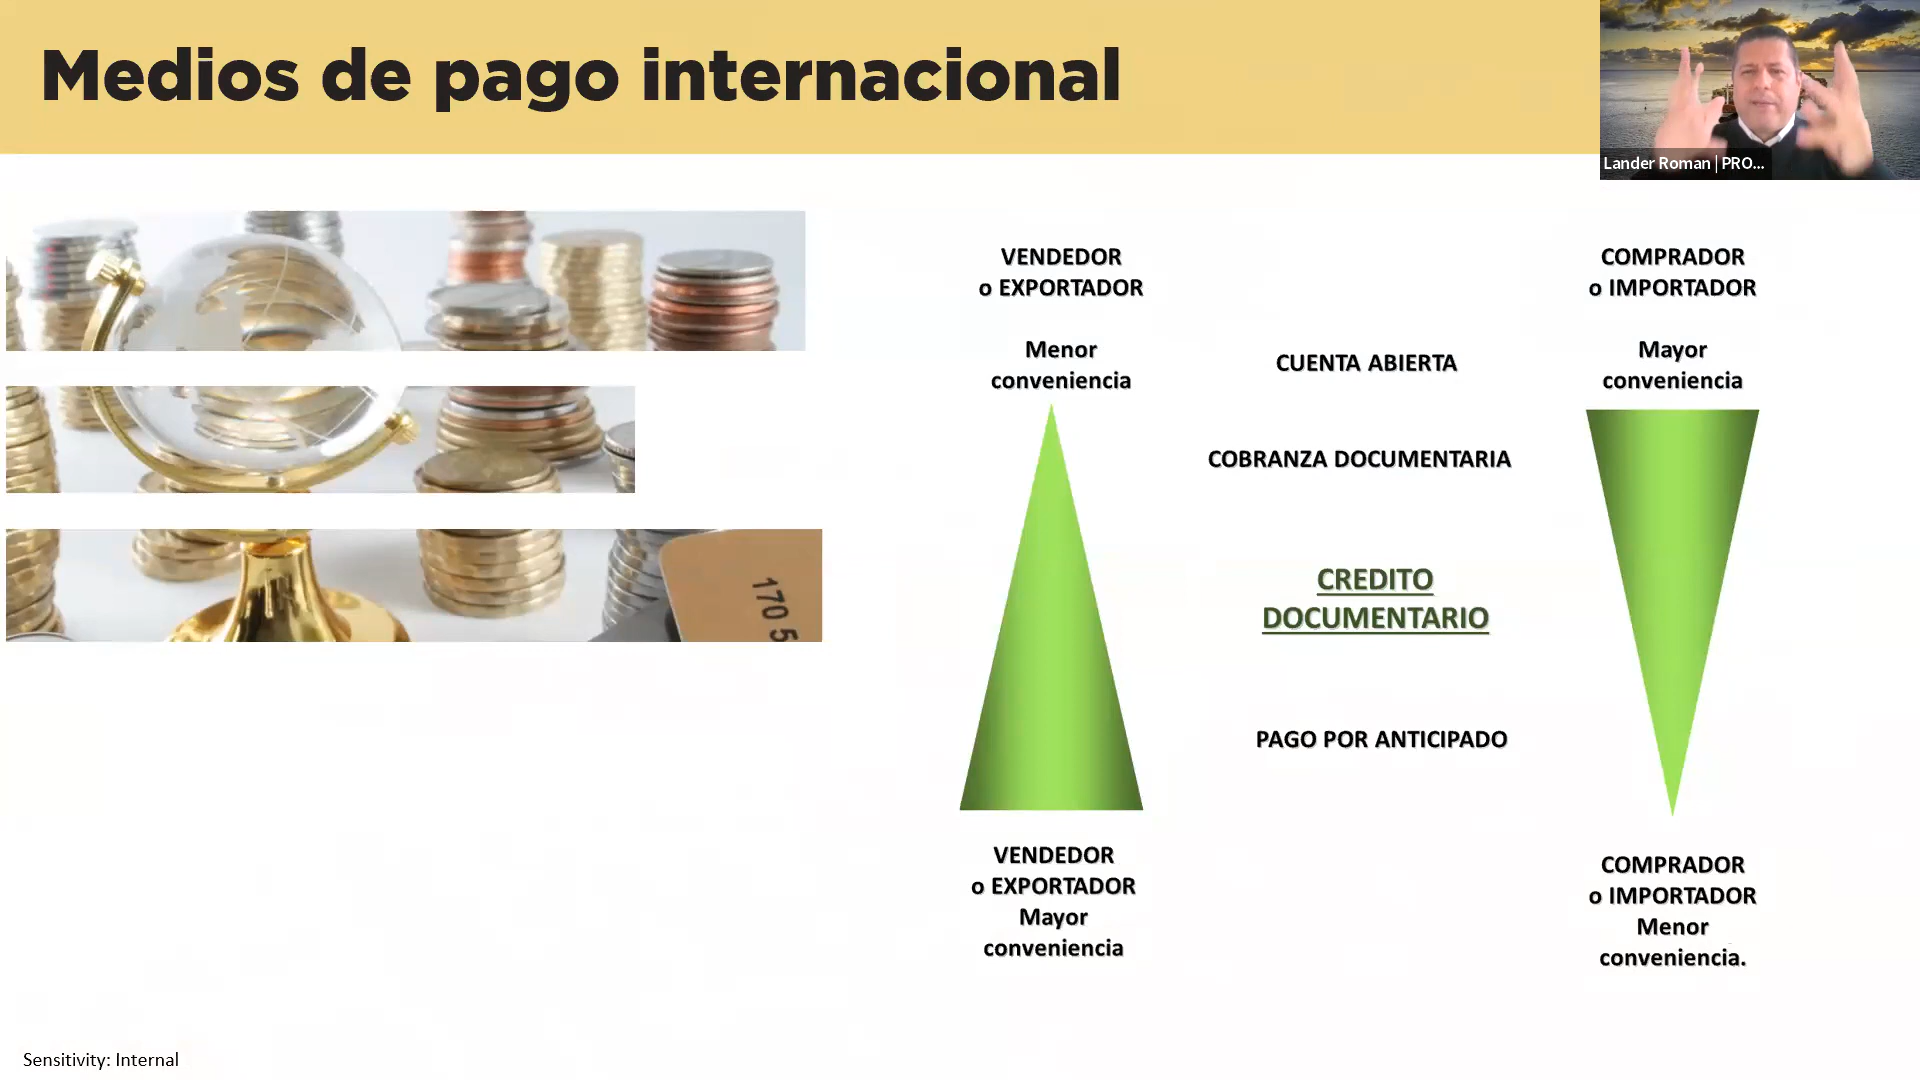 Medios de pago internacional
Lander Roman | PRO...
VENDEDOR
o EXPORTADOR
Menor
conveniencia
COMPRADOR
o IMPORTADOR
Mayor
conveniencia
CUENTA ABIERTA
COBRANZA DOCUMENTARIA
CREDITO
DOCUMENTARIO
PAGO POR ANTICIPADO
170 5
VENDEDOR
o EXPORTADOR
Mayor
conveniencia
COMPRADOR
o IMPORTADOR
Menor
conveniencia.
Sensitivity: Internal